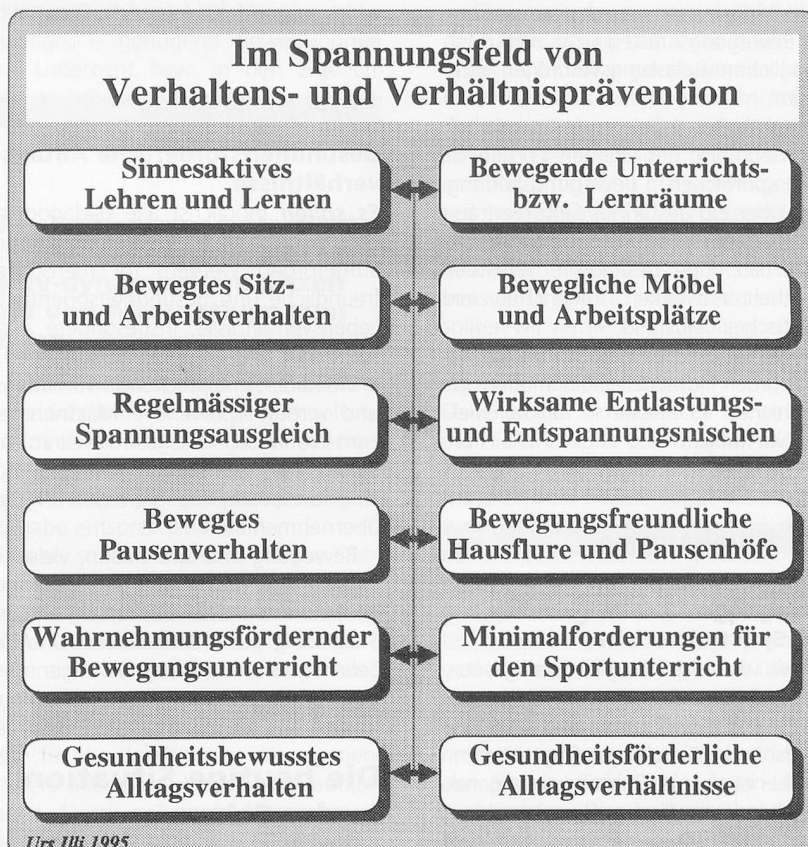 Im Spannungsfeld von
Verhaltens- und Verhältnisprävention
Sinnesaktives
Lehren und Lernen
Bewegende Unterrichts-
bzw. Lernräume
Bewegtes Sitz-
und Arbeitsverhalten
Bewegliche Möbel
und Arbeitsplätze
Regelmässiger
Spannungsausgleich
Wirksame Entlastungs-
und Entspannungsnischen
Bewegtes
Pausenverhalten
Bewegungsfreundliche
Hausflure und Pausenhöfe
Wahrnehmungsfördernder
Bewegungsunterricht
Minimalforderungen für
den Sportunterricht
Gesundheitsbewusstes
Alltagsverhalten
Gesundheitsförderliche
Alltagsverhältnisse
Urs Illi 1995